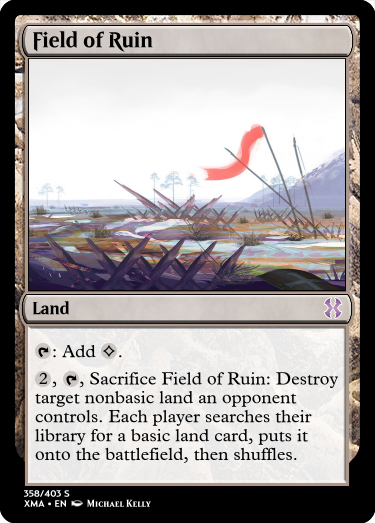 Field of Ruin
Land
: Add .
2, , Sacrifice Field of Ruin: Destroy
target nonbasic land an opponent
controls. Each player searches their
library for a basic land card, puts it
onto the battlefield, then shuffles.
358/403 S
XMA • EN Michael Kelly